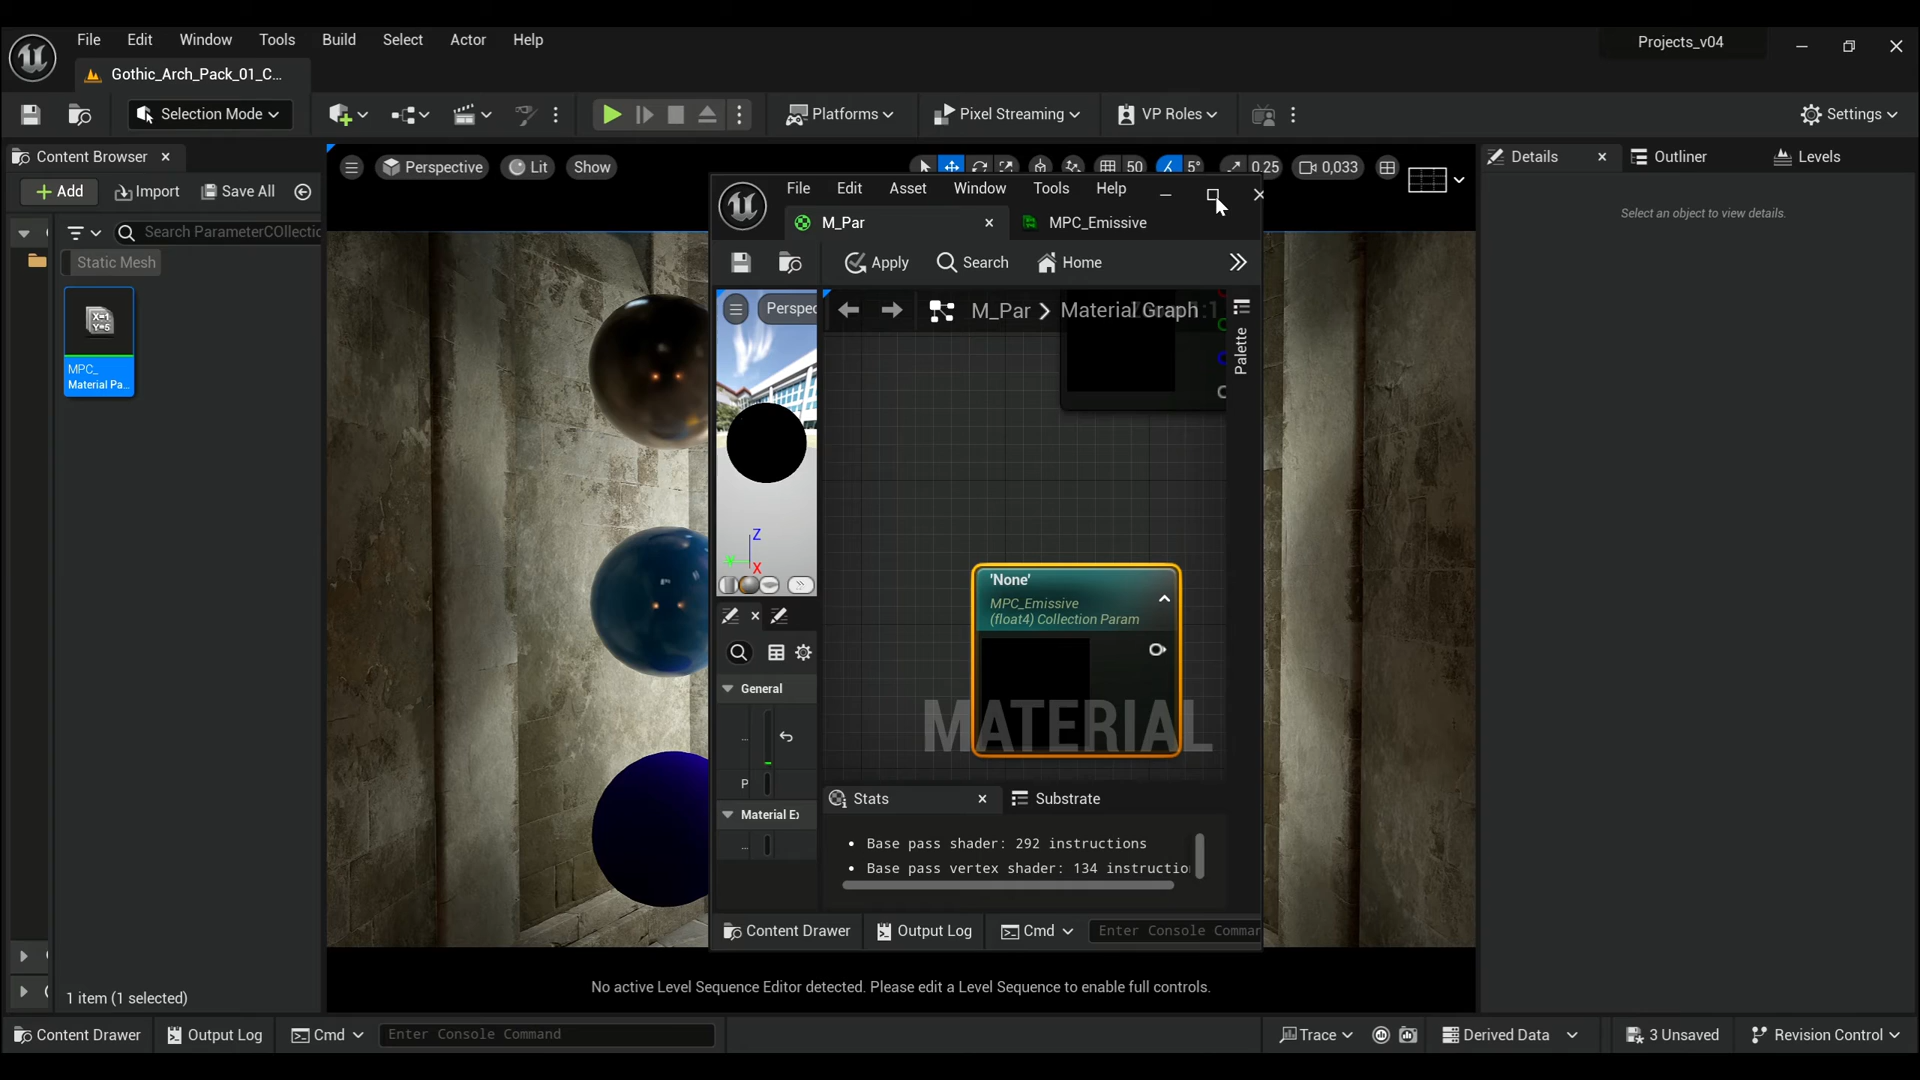 File Edit Window Tools Build Select Actor Help
Projects_v04
Gothic_Arch_Pack_01_C...
Selection Mode
Platforms
Pixel Streaming
VP Roles
Settings
Content Browser
Perspective
Lit
Show
50
5°
0.25
0,033
Details
Outliner
Levels
Add
Import
Save All
Search ParameterCOllectio
Static Mesh
Select an object to view details.
X=1
Y=5
MPC_
Material Pa...
1 item (1 selected)
File Edit Asset Window Tools Help
M_Par
MPC_Emissive
Apply
Search
Home
Perspec
M_Par > Material Graph
Palette
Z
X
'None'
MPC_Emissive
(float4) Collection Param
MATERIAL
General
...
P
Material Ex
...
Stats
Substrate
• Base pass shader: 292 instructions
• Base pass vertex shader: 134 instructio
Content Drawer
Output Log
Cmd
Enter Console Comman
No active Level Sequence Editor detected. Please edit a Level Sequence to enable full controls.
Content Drawer
Output Log
Cmd
Enter Console Command
Trace
Derived Data
3 Unsaved
Revision Control